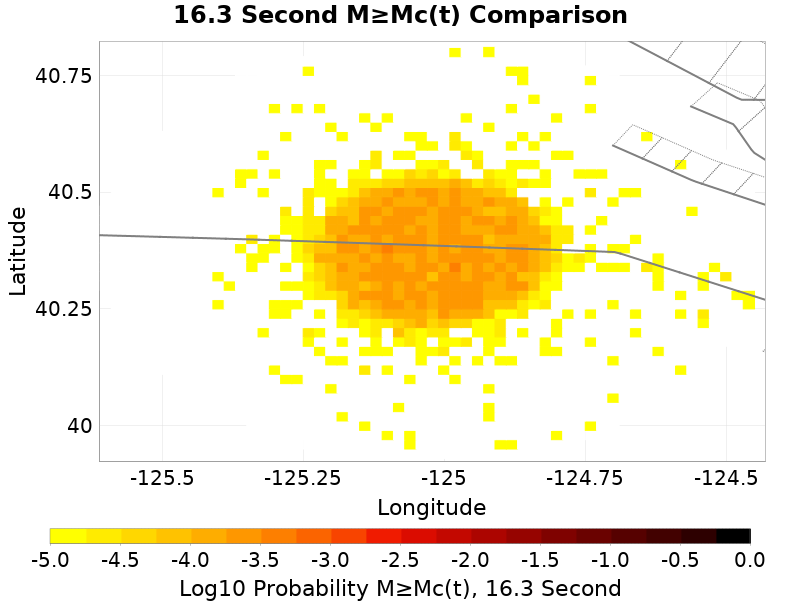 16.3 Second M≥Mc(t) Comparison
40.75
40.5
40.25
40
Latitude
-125.5 -125.25 -125 -124.75 -124.5
Longitude
-5.0 -4.5 -4.0 -3.5 -3.0 -2.5 -2.0 -1.5 -1.0 -0.5 0.0
Log10 Probability M≥Mc(t), 16.3 Second